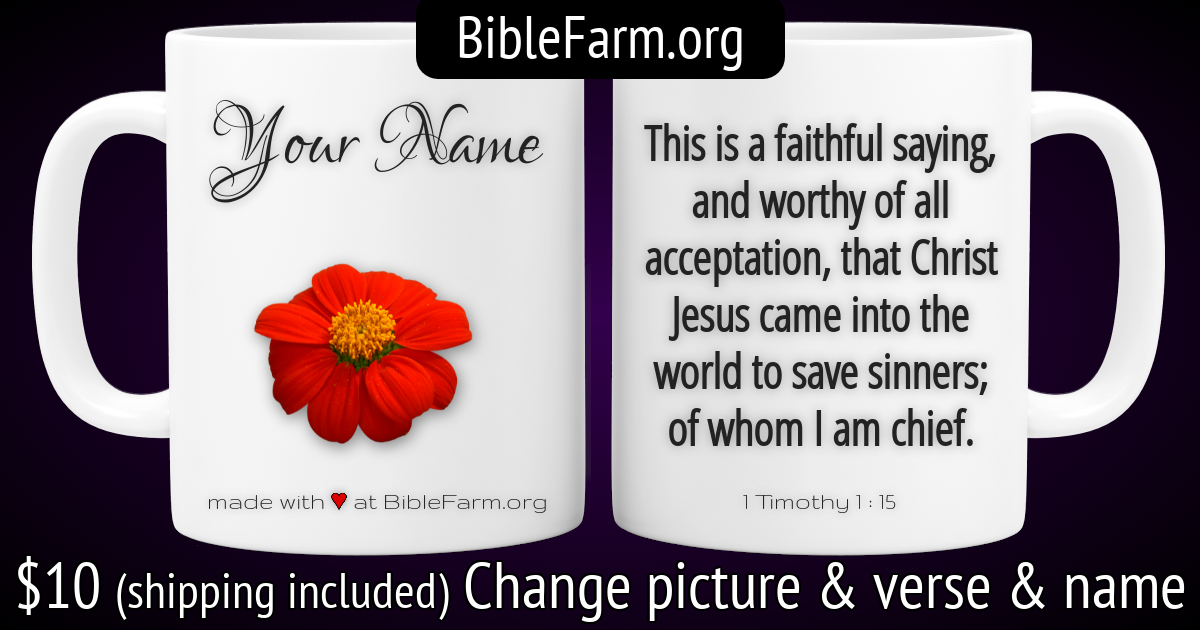 BibleFarm.org
Your Name
made with ♥ at BibleFarm.org
This is a faithful saying,
and worthy of all
acceptation, that Christ
Jesus came into the
world to save sinners;
of whom I am chief.
1 Timothy 1 : 15
$10 (shipping included) Change picture & verse & name